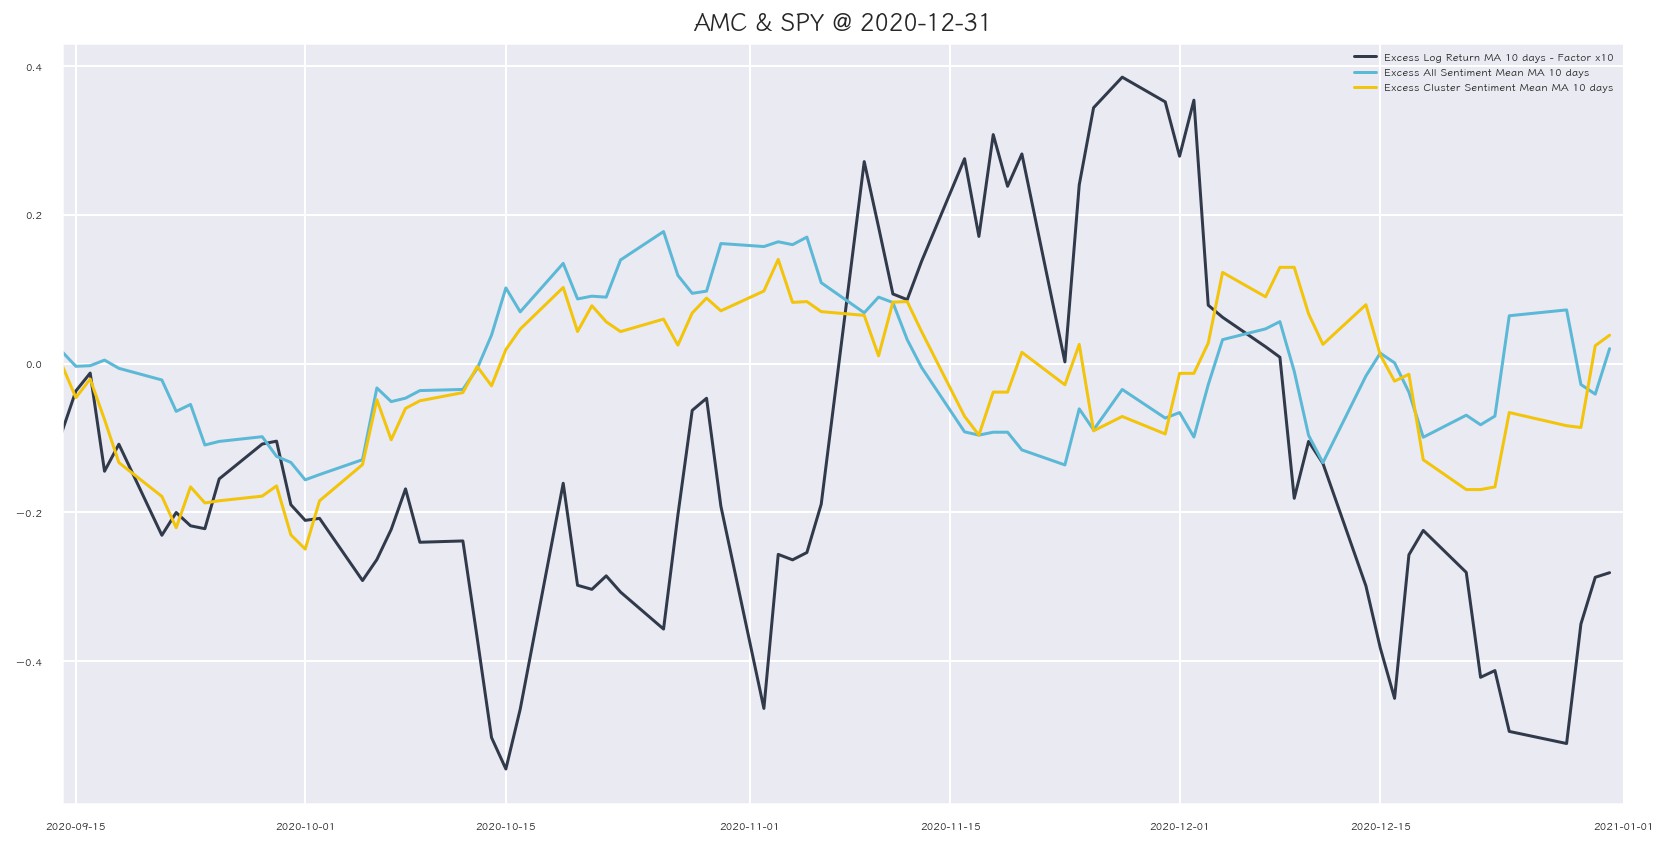 AMC & SPY @ 2020-12-31
Excess Log Return MA 10 days - Factor x10
Excess All Sentiment Mean MA 10 days
Excess Cluster Sentiment Mean MA 10 days
0.4
0.2
0.0
−0.2
−0.4
2020-09-15 2020-10-01 2020-10-15 2020-11-01 2020-11-15 2020-12-01 2020-12-15 2021-01-01